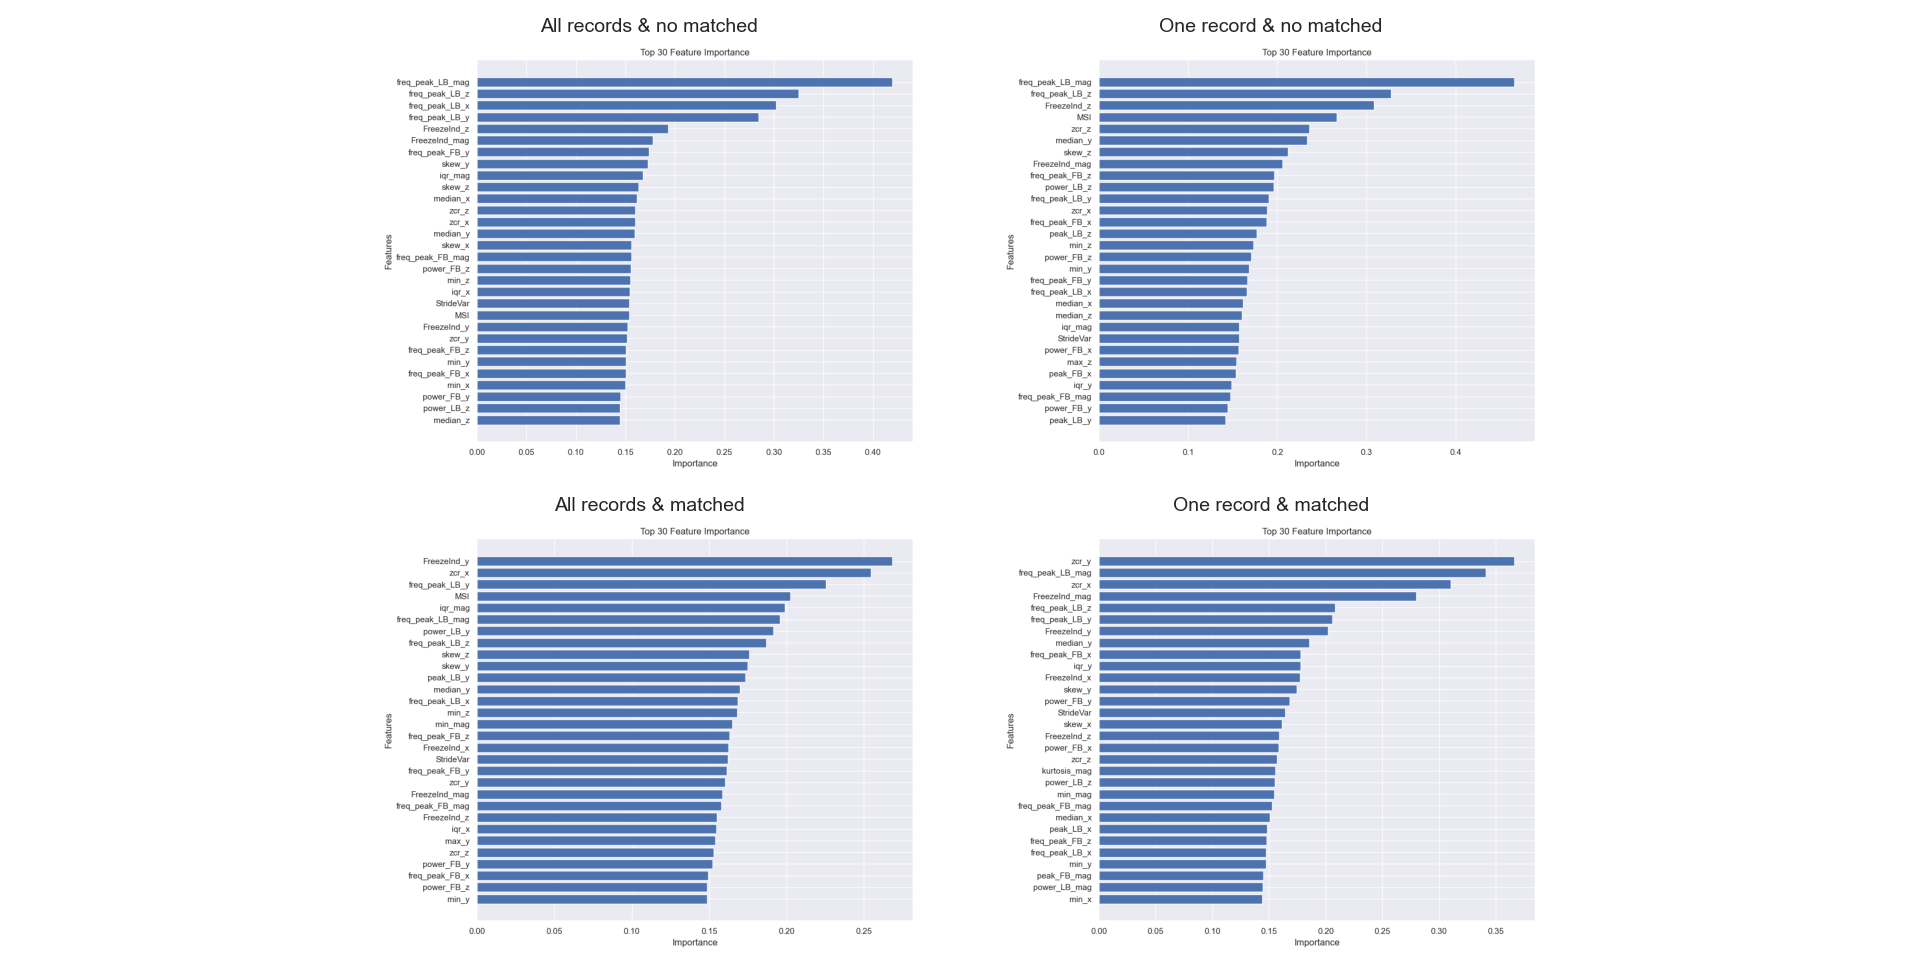 All records & no matched
Top 30 Feature Importance
freq_peak_LB_mag
freq_peak_LB_z
freq_peak_LB_x
freq_peak_LB_y
FreezeInd_z
FreezeInd_mag
freq_peak_FB_y
skew_y
iqr_mag
skew_z
median_x
zcr_z
zcr_x
median_y
skew_x
freq_peak_FB_mag
power_FB_z
min_z
iqr_x
StrideVar
MSI
FreezeInd_y
zcr_y
freq_peak_FB_z
min_y
freq_peak_FB_x
min_x
power_FB_y
power_LB_z
median_z
Features
0.00 0.05 0.10 0.15 0.20 0.25 0.30 0.35 0.40
Importance
One record & no matched
Top 30 Feature Importance
freq_peak_LB_mag
freq_peak_LB_z
FreezeInd_z
MSI
zcr_z
median_y
skew_z
FreezeInd_mag
freq_peak_FB_z
power_LB_z
freq_peak_LB_y
zcr_x
freq_peak_FB_x
peak_LB_z
min_z
power_FB_z
min_y
freq_peak_FB_y
freq_peak_LB_x
median_x
median_z
iqr_mag
StrideVar
power_FB_x
max_z
peak_FB_x
iqr_y
freq_peak_FB_mag
power_FB_y
peak_LB_y
Features
0.0 0.1 0.2 0.3 0.4
Importance
All records & matched
Top 30 Feature Importance
FreezeInd_y
zcr_x
freq_peak_LB_y
MSI
iqr_mag
freq_peak_LB_mag
power_LB_y
freq_peak_LB_z
skew_z
skew_y
peak_LB_y
median_y
freq_peak_LB_x
min_z
min_mag
freq_peak_FB_z
FreezeInd_x
StrideVar
freq_peak_FB_y
zcr_y
FreezeInd_mag
freq_peak_FB_mag
FreezeInd_z
iqr_x
max_y
zcr_z
power_FB_y
freq_peak_FB_x
power_FB_z
min_y
Features
0.00 0.05 0.10 0.15 0.20 0.25
Importance
One record & matched
Top 30 Feature Importance
zcr_y
freq_peak_LB_mag
zcr_x
FreezeInd_mag
freq_peak_LB_z
freq_peak_LB_y
FreezeInd_y
median_y
freq_peak_FB_x
iqr_y
FreezeInd_x
skew_y
power_FB_y
StrideVar
skew_x
FreezeInd_z
power_FB_x
zcr_z
kurtosis_mag
power_LB_z
min_mag
freq_peak_FB_mag
median_x
peak_LB_x
freq_peak_FB_z
freq_peak_LB_x
min_y
peak_FB_mag
power_LB_mag
min_x
Features
0.00 0.05 0.10 0.15 0.20 0.25 0.30 0.35
Importance